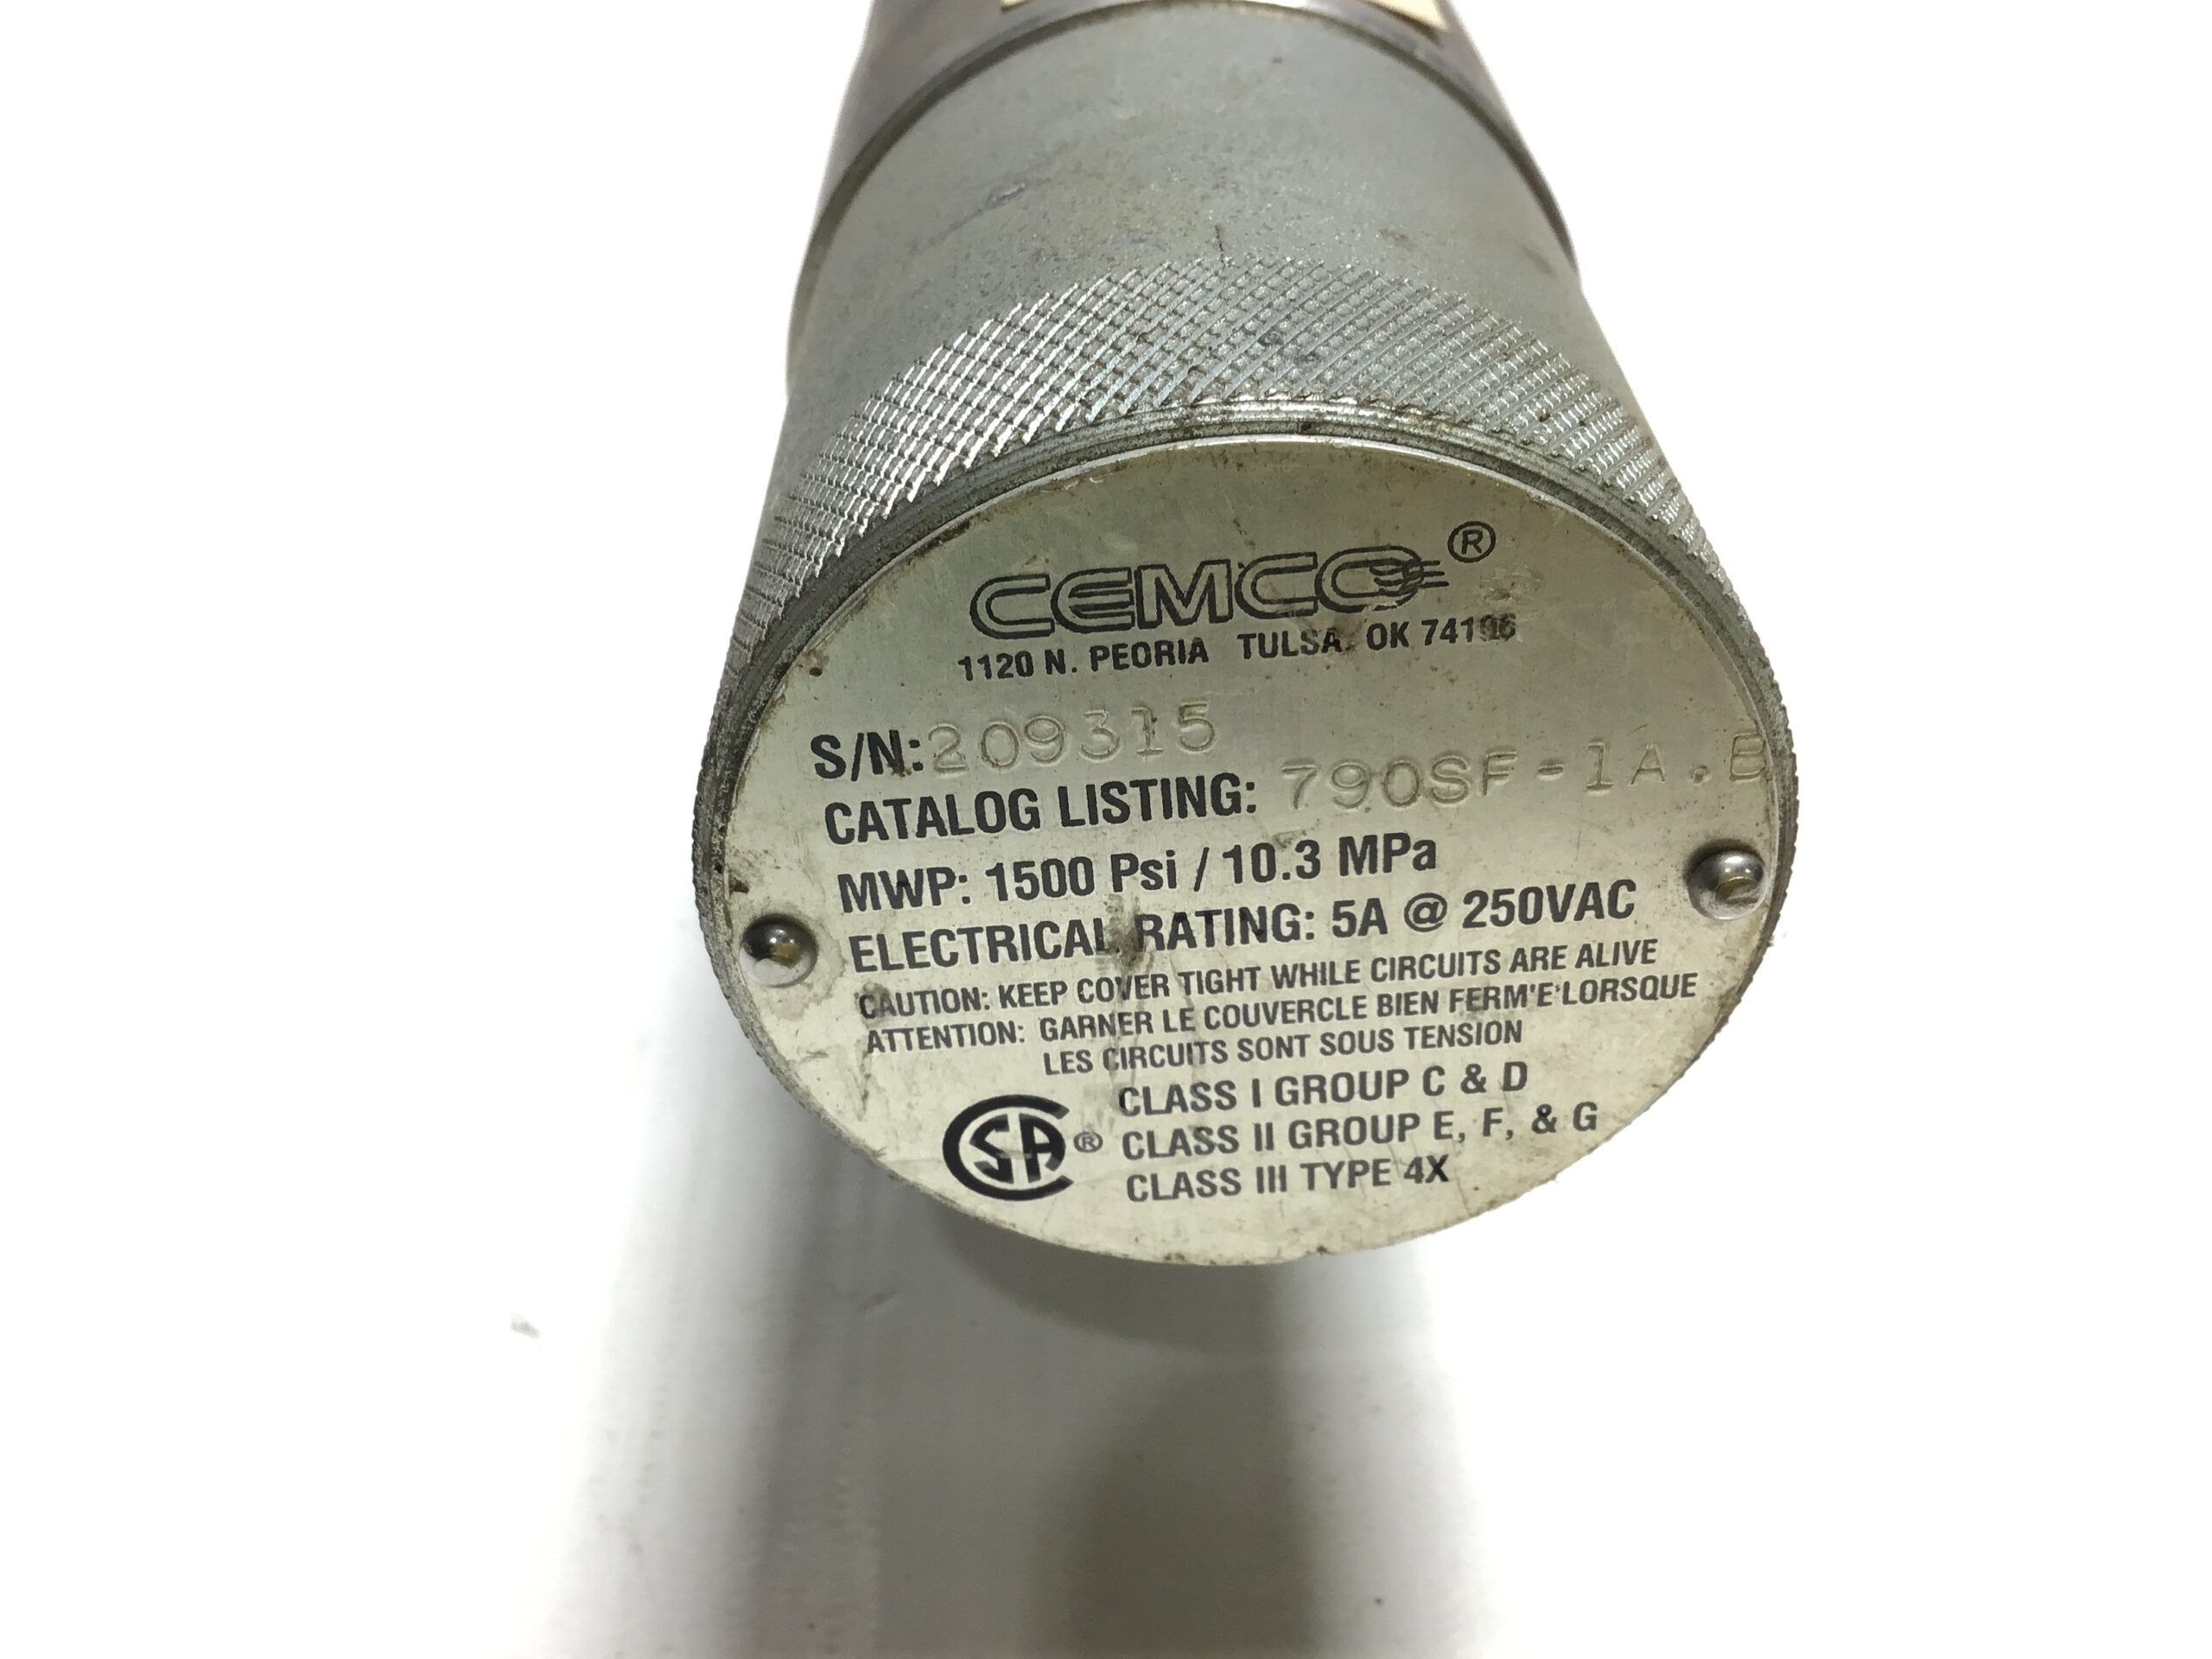 CEMCO®
1120 N. PEORIA TULSA, OK
S/N: 209315
CATALOG LISTING: 790SF-1A.B
MWP: 1500 Psi / 10.3 MPa
ELECTRICAL RATING: 5A @ 250VAC
CAUTION: KEEP COVER TIGHT WHILE CIRCUITS ARE ALIVE
ATTENTION: GARNER LE COUVERCLE BIEN FERM'E'LORSQUE
LES CIRCUITS SONT SOUS TENSION
CLASS I GROUP C & D
CSA® CLASS II GROUP E, F, & G
CLASS III TYPE 4X